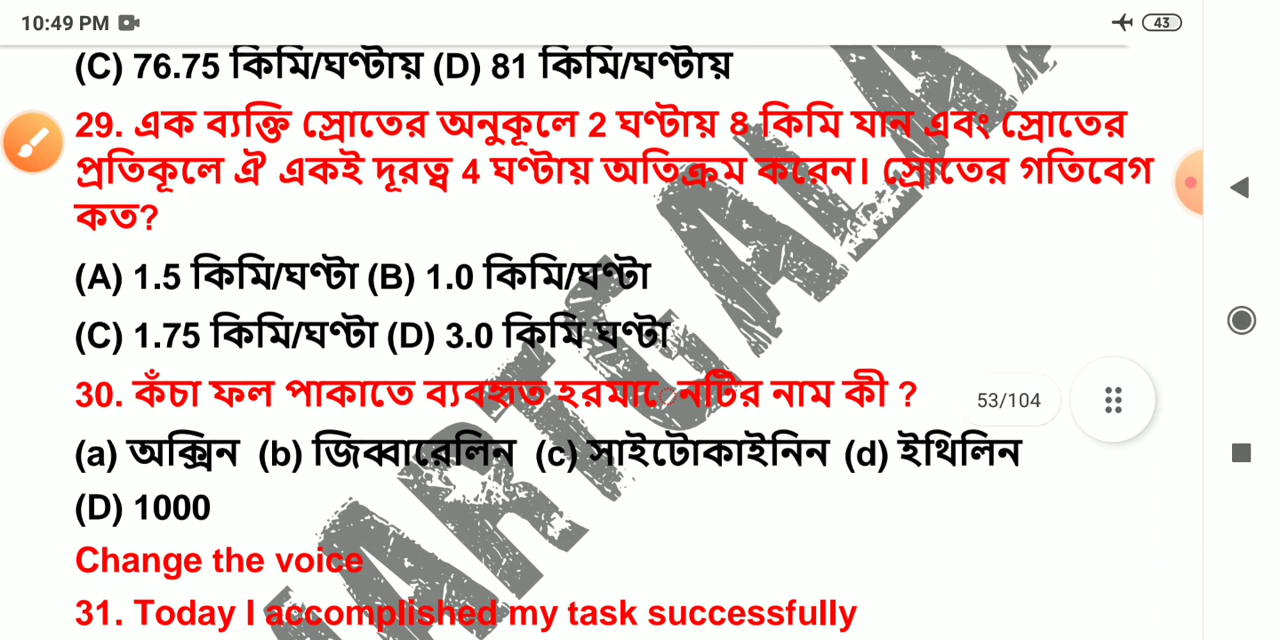 10:49 PM
43
(C) 76.75 কিমি/ঘণ্টায় (D) 81 কিমি/ঘণ্টায়
29. এক ব্যক্তি স্রোতের অনুকূলে 2 ঘণ্টায় 8 কিমি যান এবং স্রোতের
প্রতিকূলে ঐ একই দূরত্ব 4 ঘণ্টায় অতিক্রম করেন। স্রোতের গতিবেগ
কত?
(A) 1.5 কিমি/ঘণ্টা (B) 1.0 কিমি/ঘণ্টা
(C) 1.75 কিমি/ঘণ্টা (D) 3.0 কিমি ঘণ্টা
30. কঁচা ফল পাকাতে ব্যবহৃত হরমােনটির নাম কী ?
53/104
(a) অক্সিন (b) জিব্বারেলিন (c) সাইটোকাইনিন (d) ইথিলিন
(D) 1000
Change the voice
31. Today I accomplished my task successfully